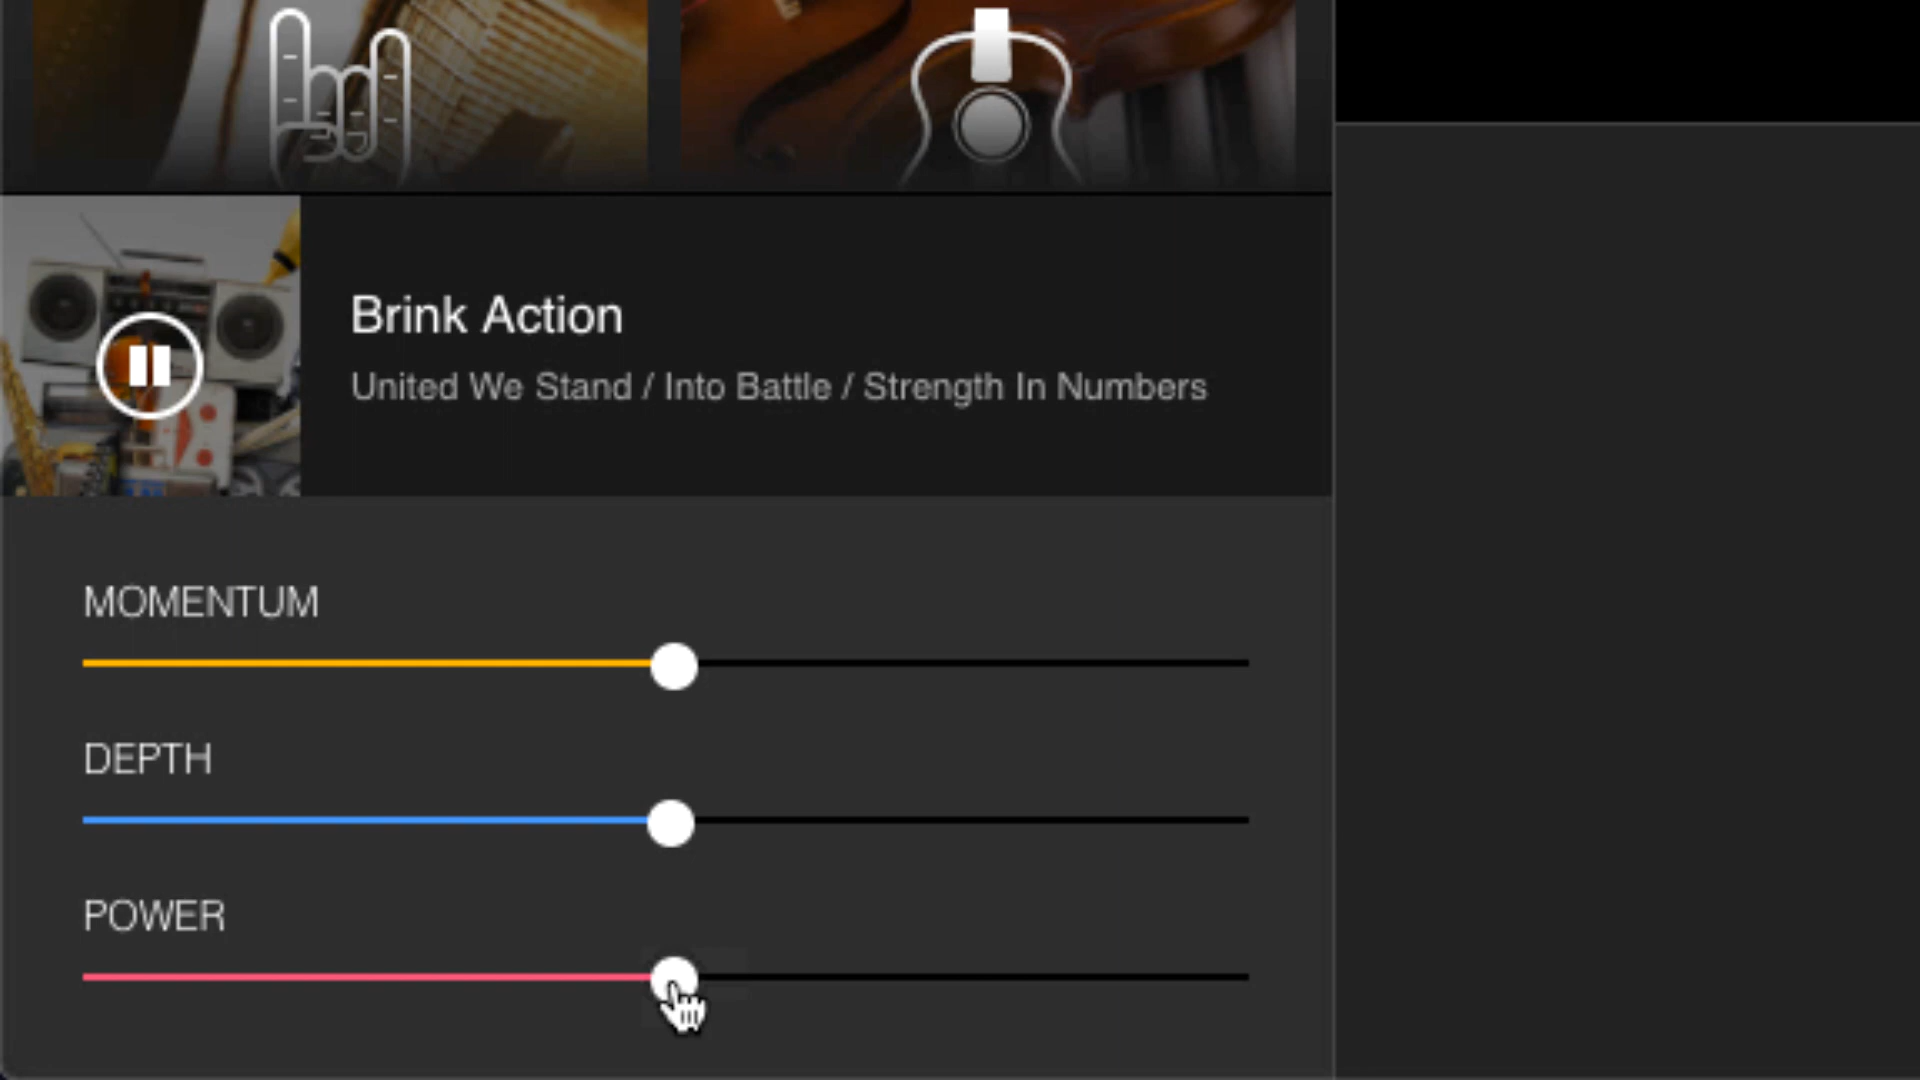 Brink Action
United We Stand / Into Battle / Strength In Numbers
MOMENTUM
DEPTH
POWER